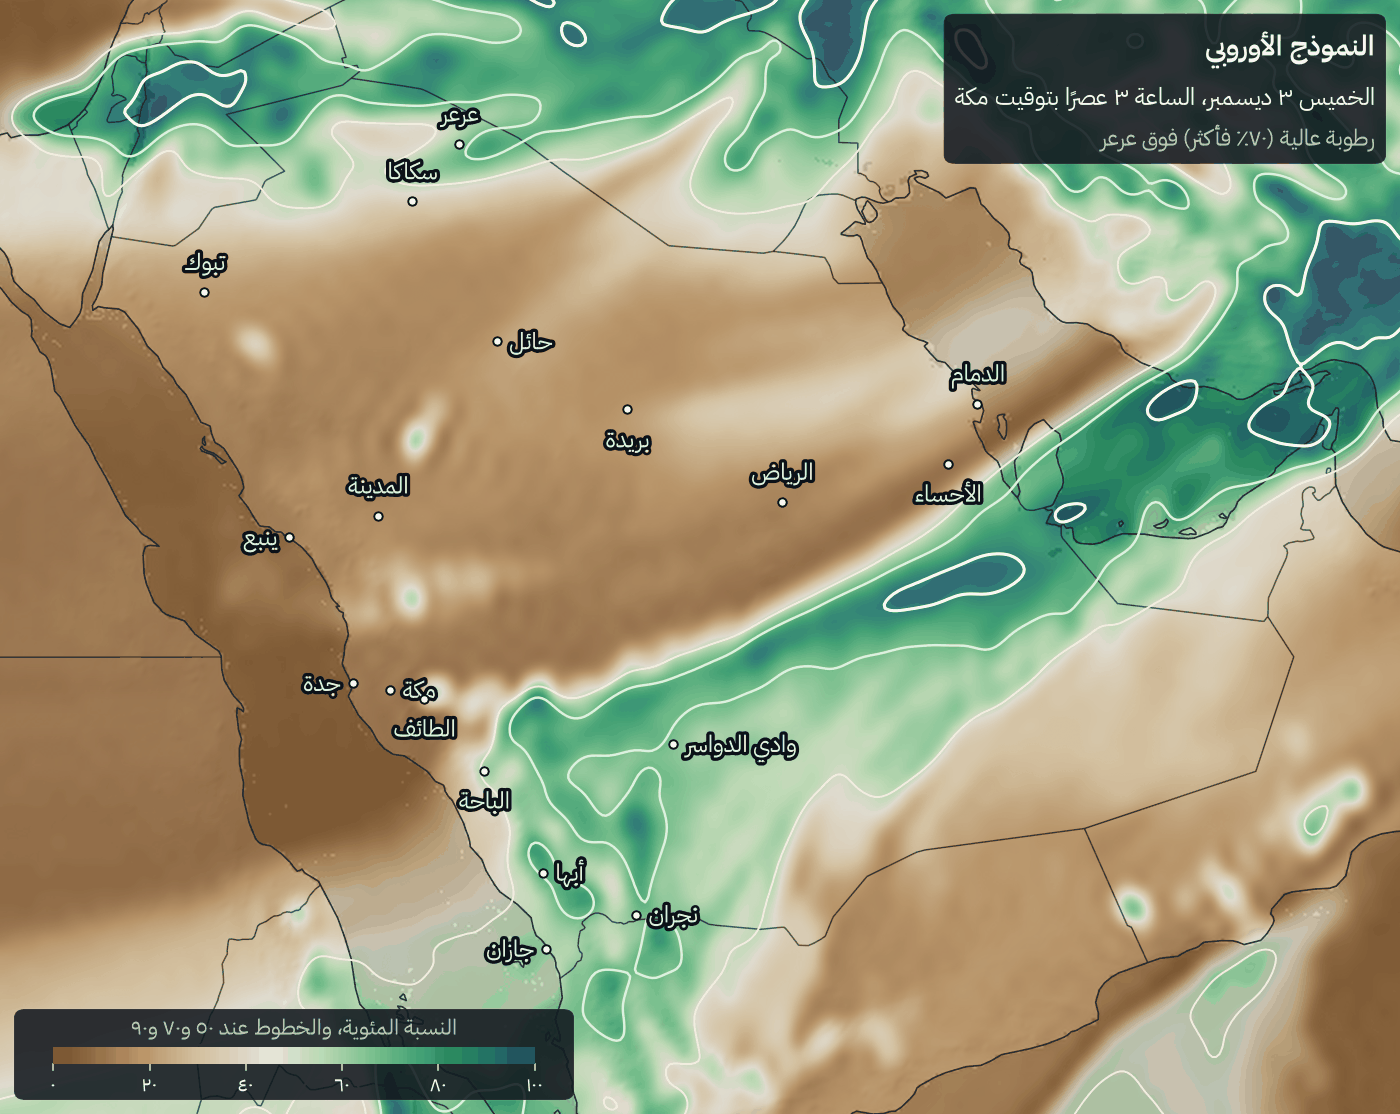 النموذج الأوروبي
الخميس ٣ ديسمبر، الساعة ٣ عصرًا بتوقيت مكة
رطوبة عالية (٧٠٪ فأكثر) فوق عرعر
عرعر
سكاكا
تبوك
حائل
الدمام
بريدة
الرياض
المدينة
الأحساء
ينبع
جدة
مكة
الطائف
وادي الدواسر
الباحة
أبها
نجران
جازان
النسبة المئوية، والخطوط عند ٥٠ و٧٠ و٩٠
٠ ٢٠ ٤٠ ٦٠ ٨٠ ١٠٠